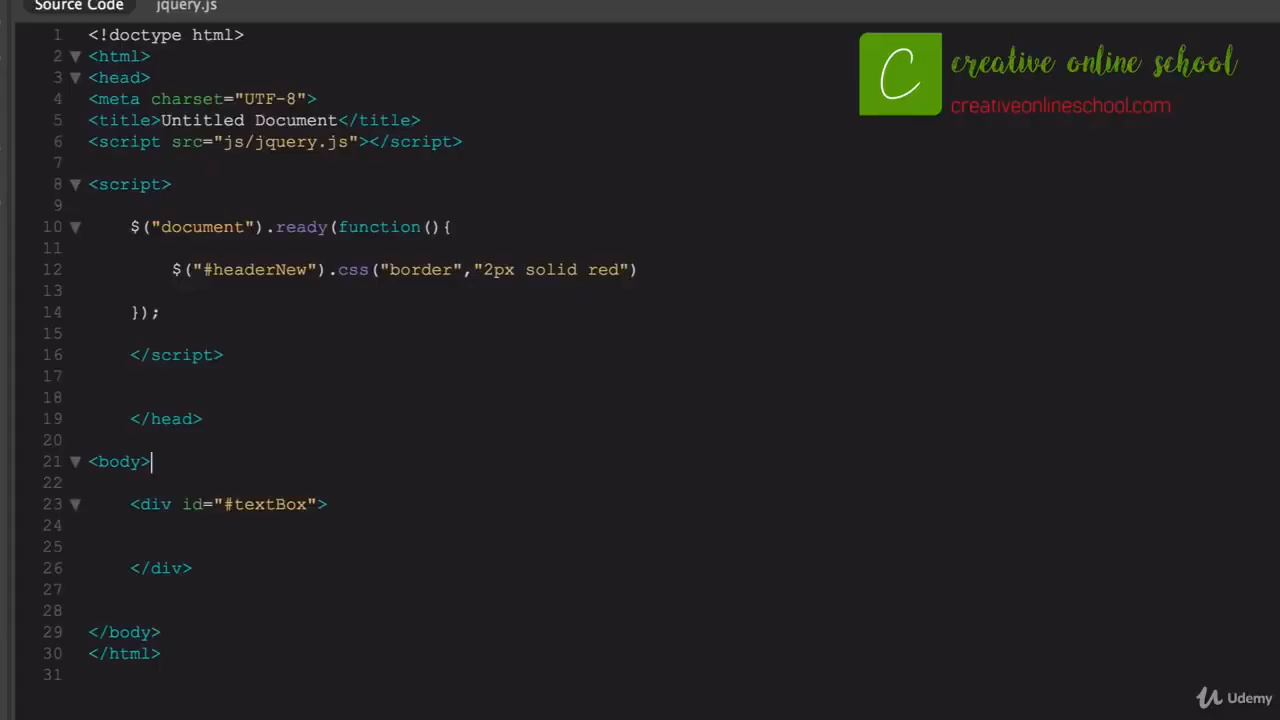 Source Code jquery.js
1 <!doctype html>
2 <html>
3 <head>
4 <meta charset="UTF-8">
5 <title>Untitled Document</title>
6 <script src="js/jquery.js"></script>
7
8 <script>
9
10 $("document").ready(function(){
11
12 $("#headerNew").css("border","2px solid red")
13
14 });
15
16 </script>
17
18
19 </head>
20
21 <body>
22
23 <div id="#textBox">
24
25
26 </div>
27
28
29 </body>
30 </html>
31
C creative online school
creativeonlineschool.com
Udemy